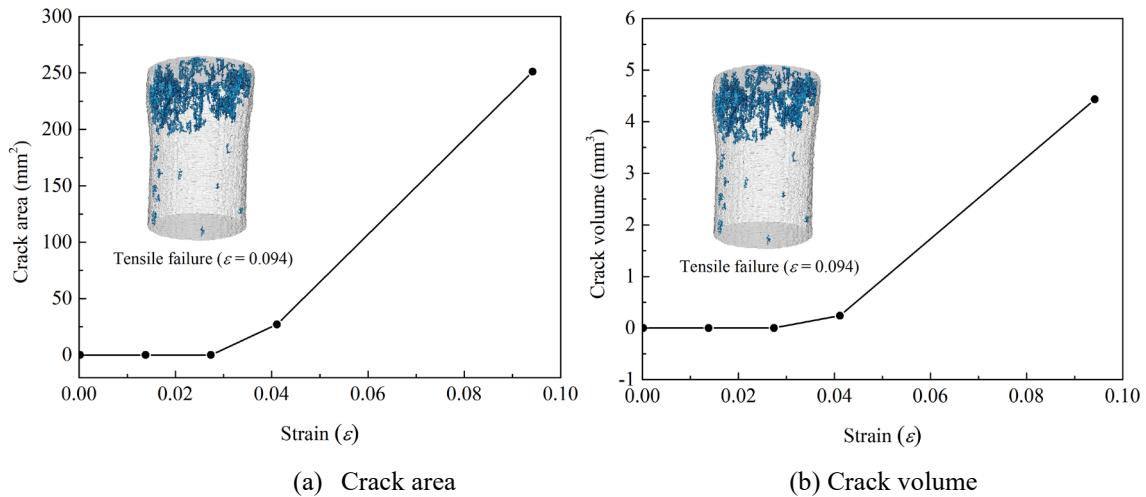 300
250
200
150
100
50
0
Crack area (mm²)
Tensile failure (ε = 0.094)
0.00 0.02 0.04 0.06 0.08 0.10
Strain (ε)
(a) Crack area
6
5
4
3
2
1
0
-1
Crack volume (mm³)
Tensile failure (ε = 0.094)
0.00 0.02 0.04 0.06 0.08 0.10
Strain (ε)
(b) Crack volume